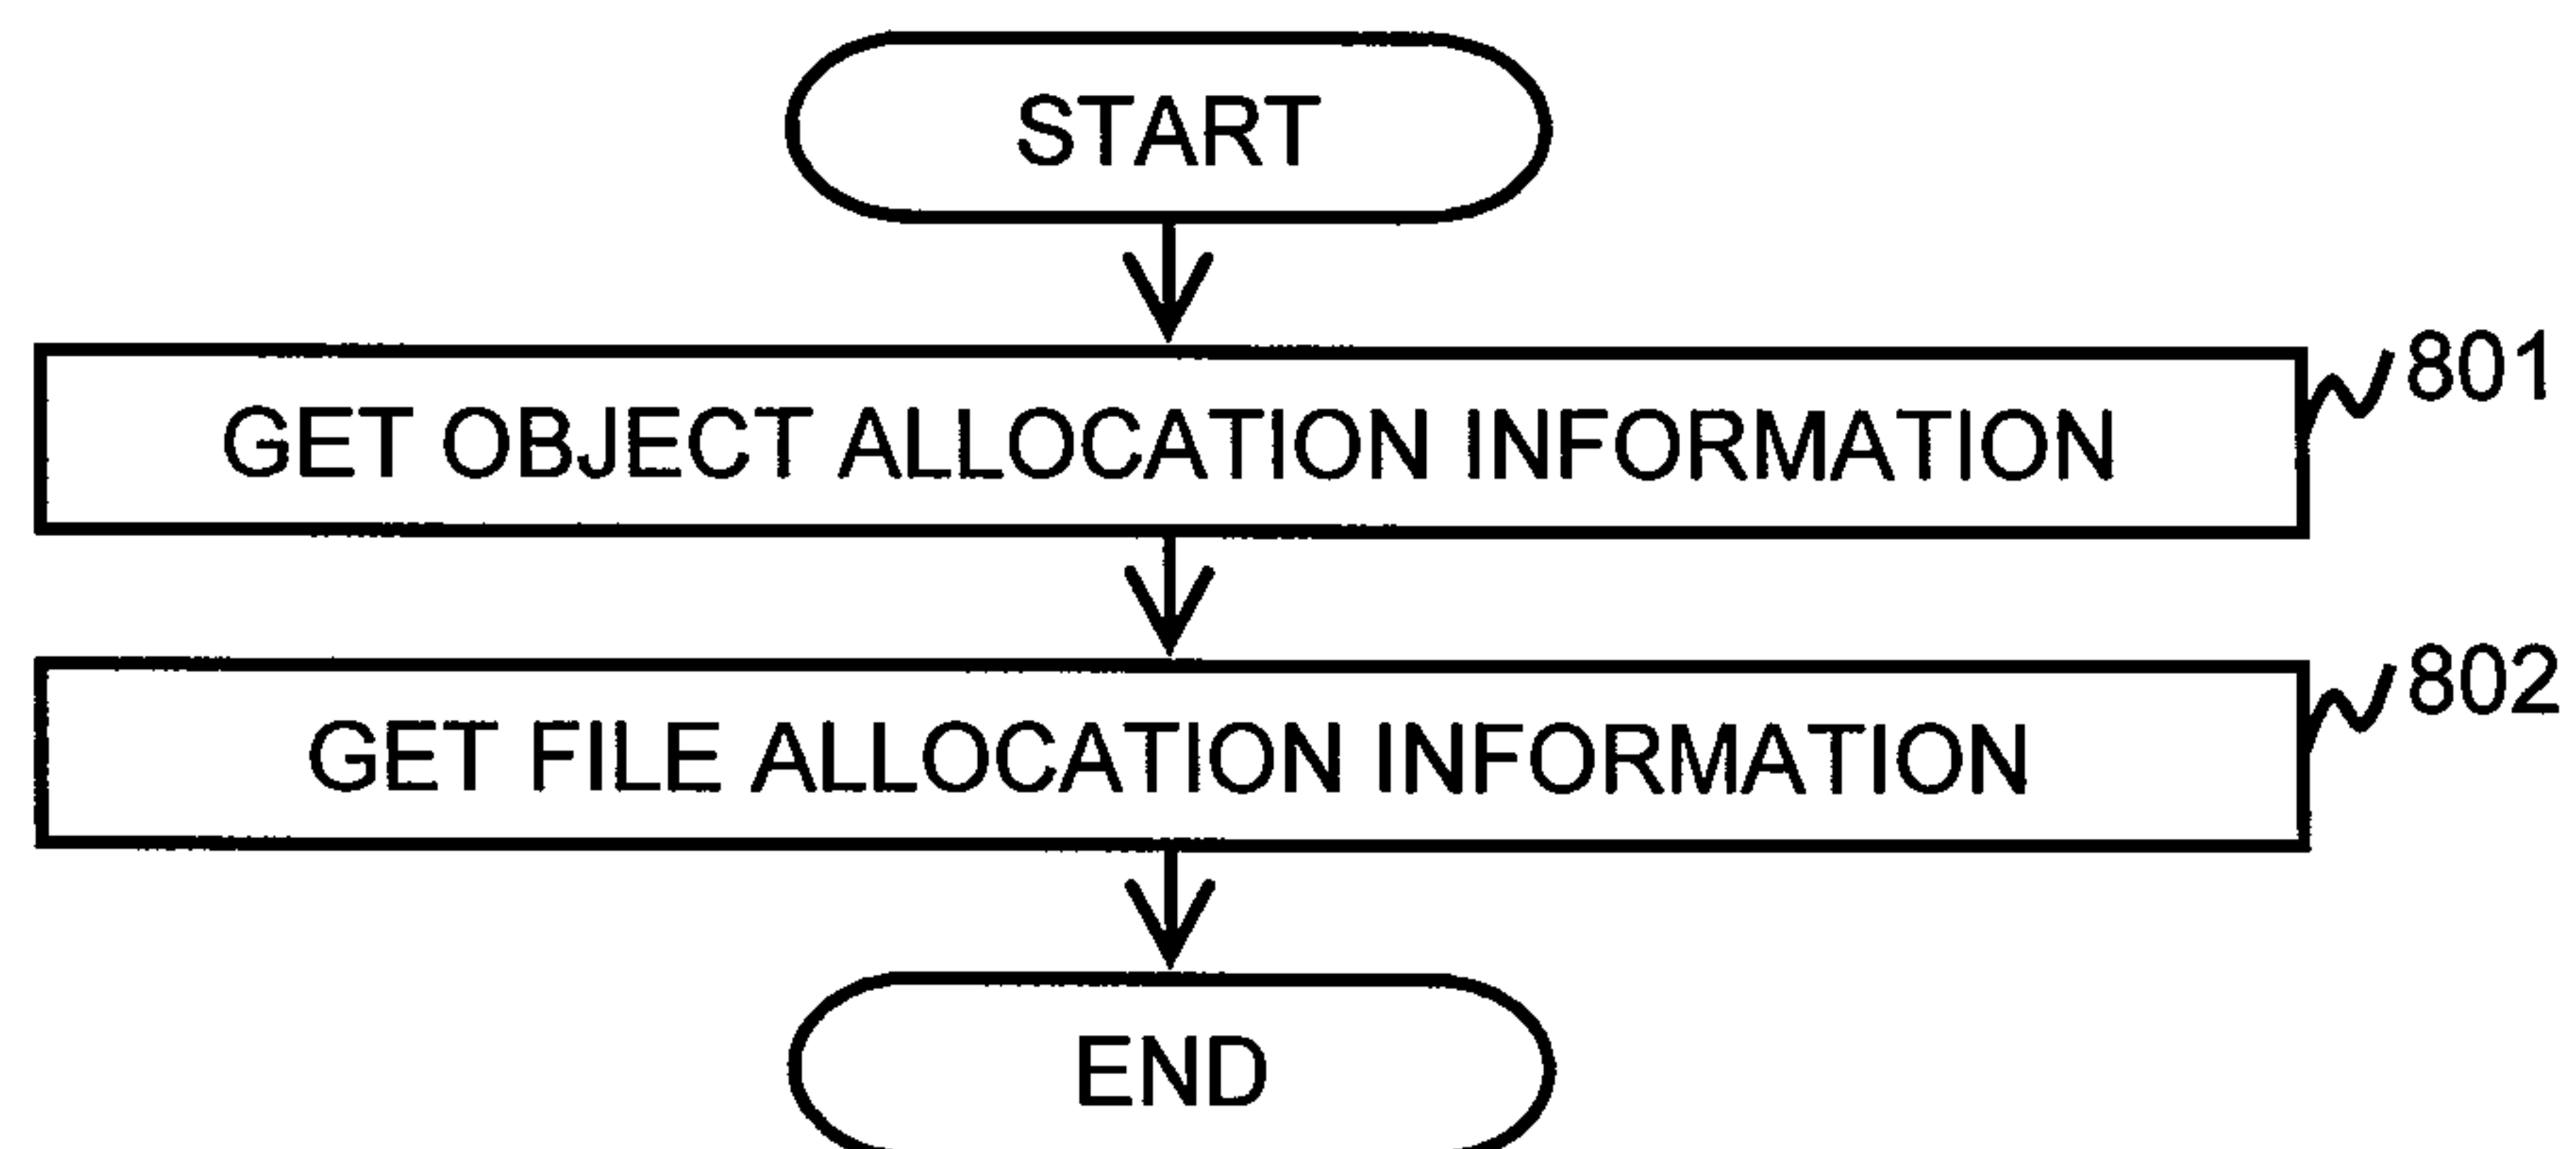 START
801
GET OBJECT ALLOCATION INFORMATION
802
GET FILE ALLOCATION INFORMATION
END